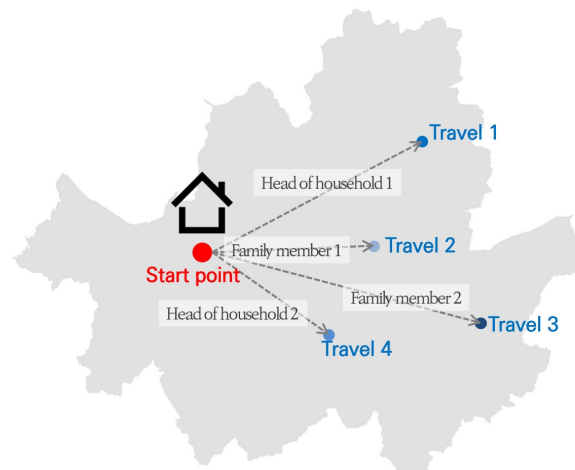 Travel 1
Head of household 1
Family member 1
Travel 2
Start point
Family member 2
Head of household 2
Travel 3
Travel 4